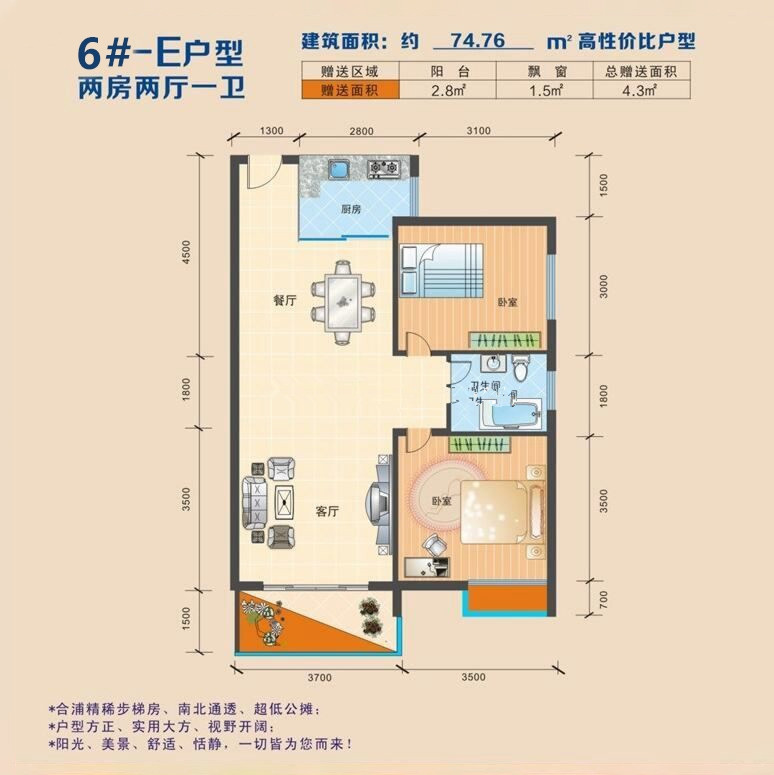 6#-E户型
两房两厅一卫
建筑面积：约 74.76 m² 高性价比户型
赠送区域 阳台 飘窗 总赠送面积
赠送面积 2.8㎡ 1.5㎡ 4.3㎡
1300 2800 3100
厨房
1500
4500
餐厅
卧室
3000
1800
卫生间
1800
3500
客厅
卧室
3500
1500
700
3700 3500
*合浦精稀步梯房、南北通透、超低公摊；
*户型方正、实用大方、视野开阔；
*阳光、美景、舒适、恬静，一切皆为您而来！